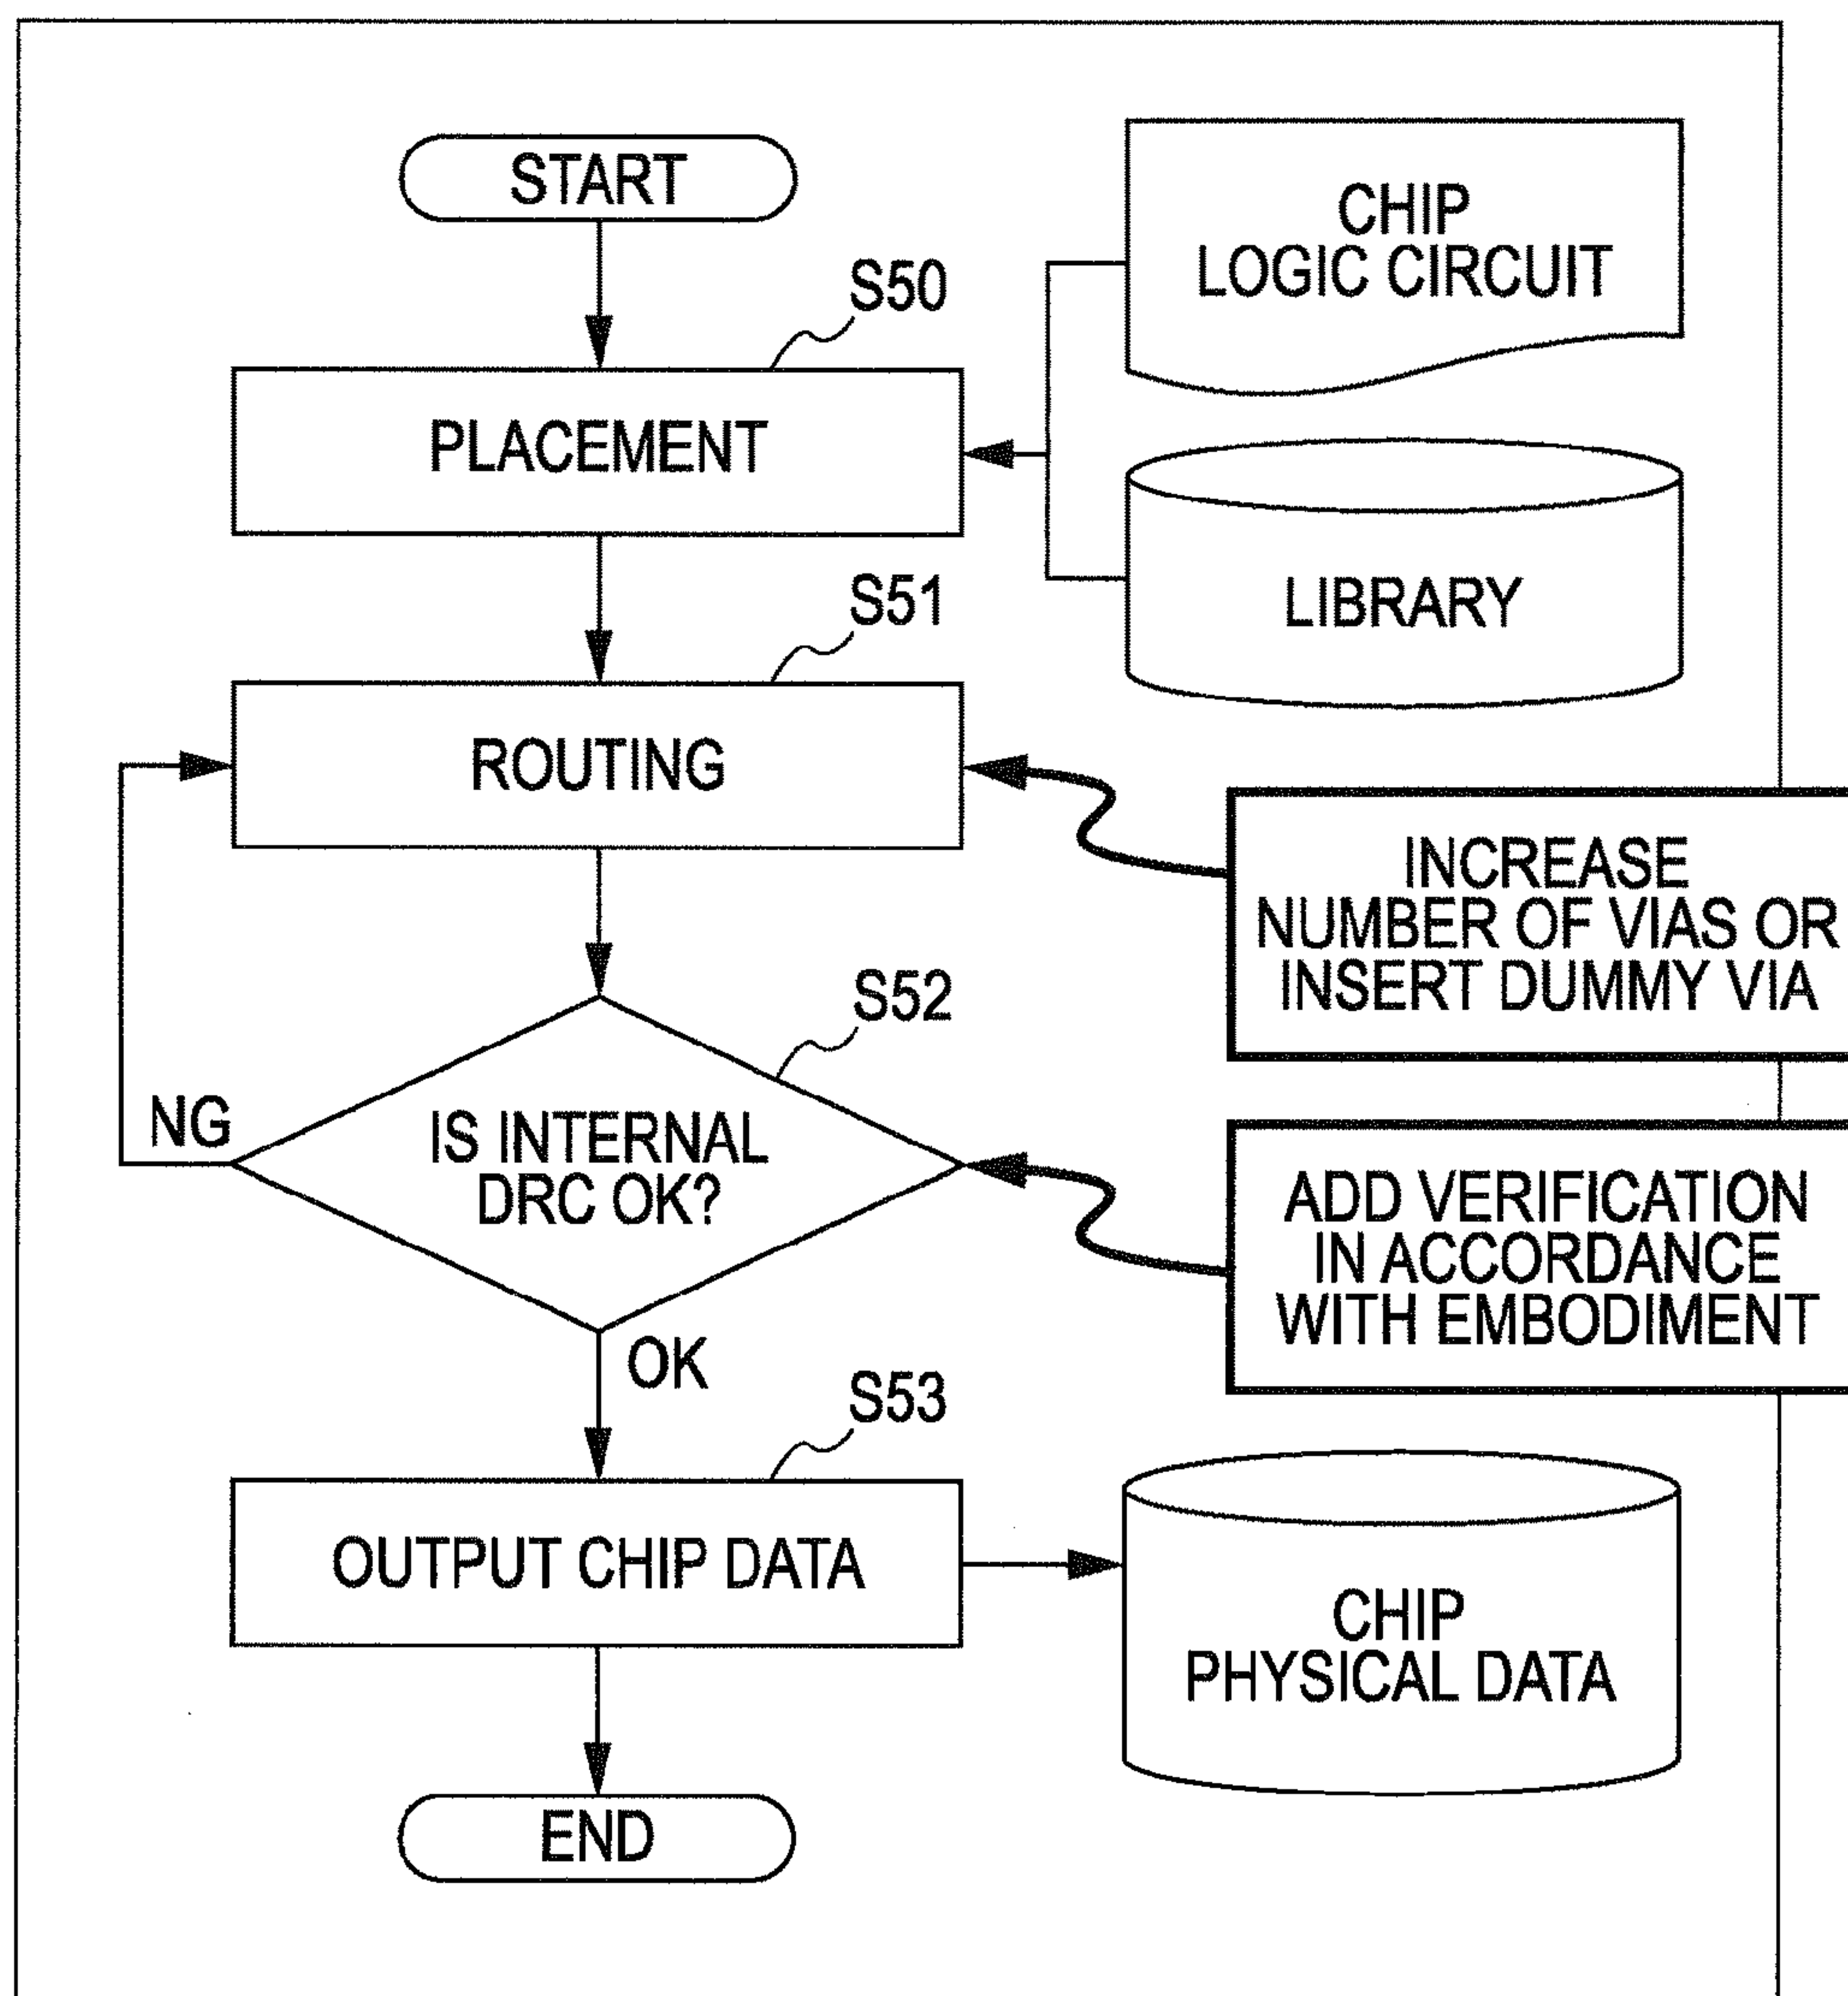 START
CHIP
LOGIC CIRCUIT
S50
PLACEMENT
LIBRARY
S51
ROUTING
INCREASE
NUMBER OF VIAS OR
INSERT DUMMY VIA
S52
NG
IS INTERNAL
DRC OK?
ADD VERIFICATION
IN ACCORDANCE
WITH EMBODIMENT
OK
S53
OUTPUT CHIP DATA
CHIP
PHYSICAL DATA
END